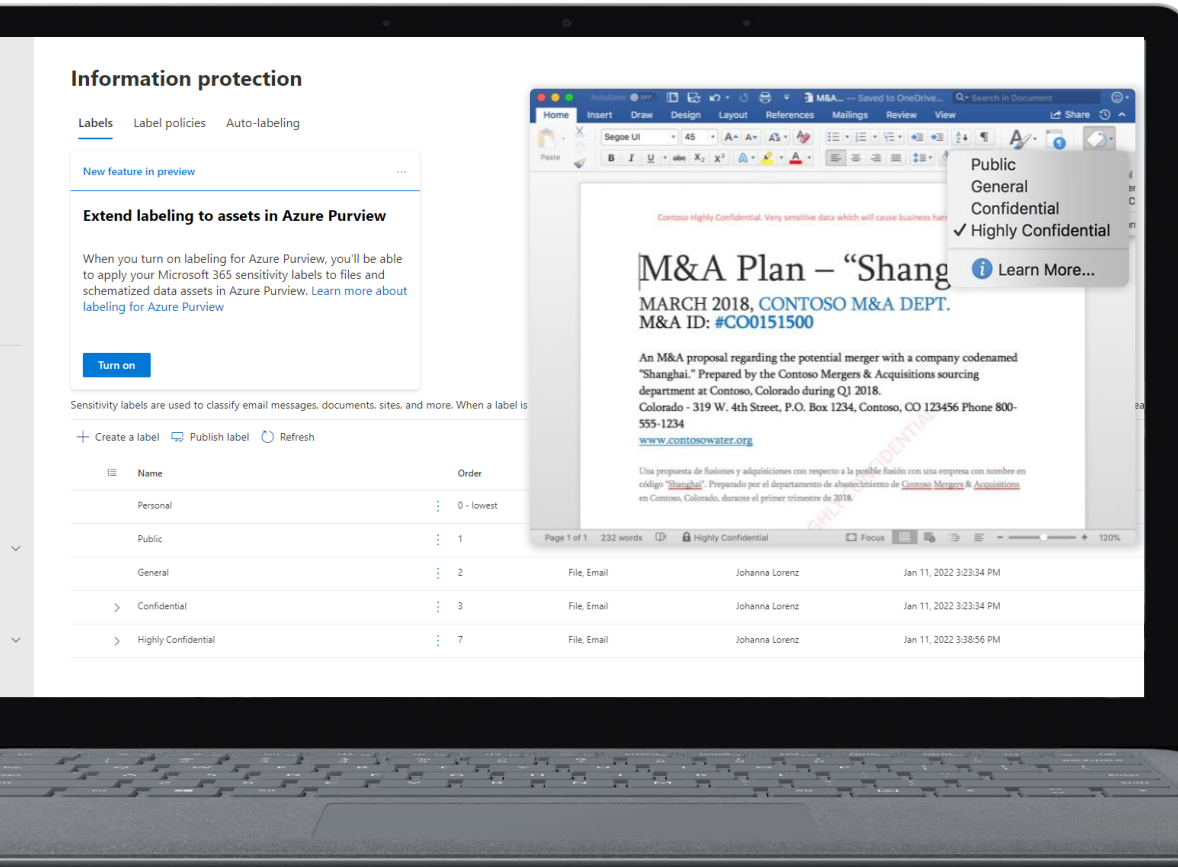 Information protection
Labels Label policies Auto-labeling
New feature in preview
Extend labeling to assets in Azure Purview
When you turn on labeling for Azure Purview, you'll be able
to apply your Microsoft 365 sensitivity labels to files and
schematized data assets in Azure Purview. Learn more about
labeling for Azure Purview
Turn on
Sensitivity labels are used to classify email messages, documents, sites, and more. When a label is
+ Create a label Publish label Refresh
Name Order
Personal 0 - lowest
Public 1
General 2 File, Email Johanna Lorenz Jan 11, 2022 3:23:34 PM
Confidential 3 File, Email Johanna Lorenz Jan 11, 2022 3:23:34 PM
Highly Confidential 7 File, Email Johanna Lorenz Jan 11, 2022 3:38:56 PM
AutoSave OFF M&A... — Saved to OneDrive... Search in Document
Home Insert Draw Design Layout References Mailings Review View Share
Paste Segoe UI 45
Public
General
Confidential
✓ Highly Confidential
Learn More...
Contoso Highly Confidential. Very sensitive data which will cause business
M&A Plan – “Shang
MARCH 2018, CONTOSO M&A DEPT.
M&A ID: #CO0151500
An M&A proposal regarding the potential merger with a company codenamed
"Shanghai." Prepared by the Contoso Mergers & Acquisitions sourcing
department at Contoso, Colorado during Q1 2018.
Colorado - 319 W. 4th Street, P.O. Box 1234, Contoso, CO 123456 Phone 800-
555-1234
www.contosowater.org
Una propuesta de fusiones y adquisiciones con respecto a la posible fusión con una empresa con nombre en
código "Shanghai". Preparado por el departamento de abastecimiento de Contoso Mergers & Acquisitions
en Contoso, Colorado, durante el primer trimestre de 2018.
Page 1 of 1 232 words Highly Confidential Focus 120%